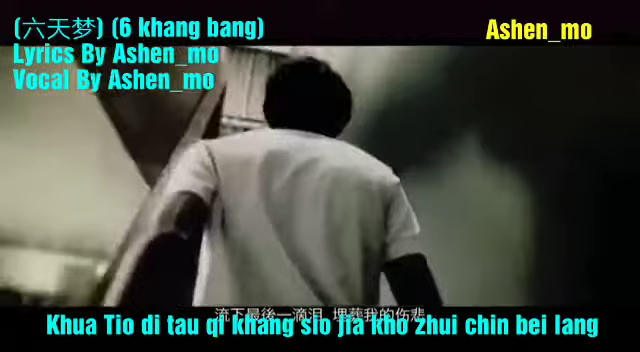 (六天梦) (6 khang bang)
Ashen_mo
Lyrics By Ashen_mo
Vocal By Ashen_mo
流下最後一滴泪 埋葬我的伤悲
Khua Tio di tau qi khang sio jia kho zhui chin bei lang